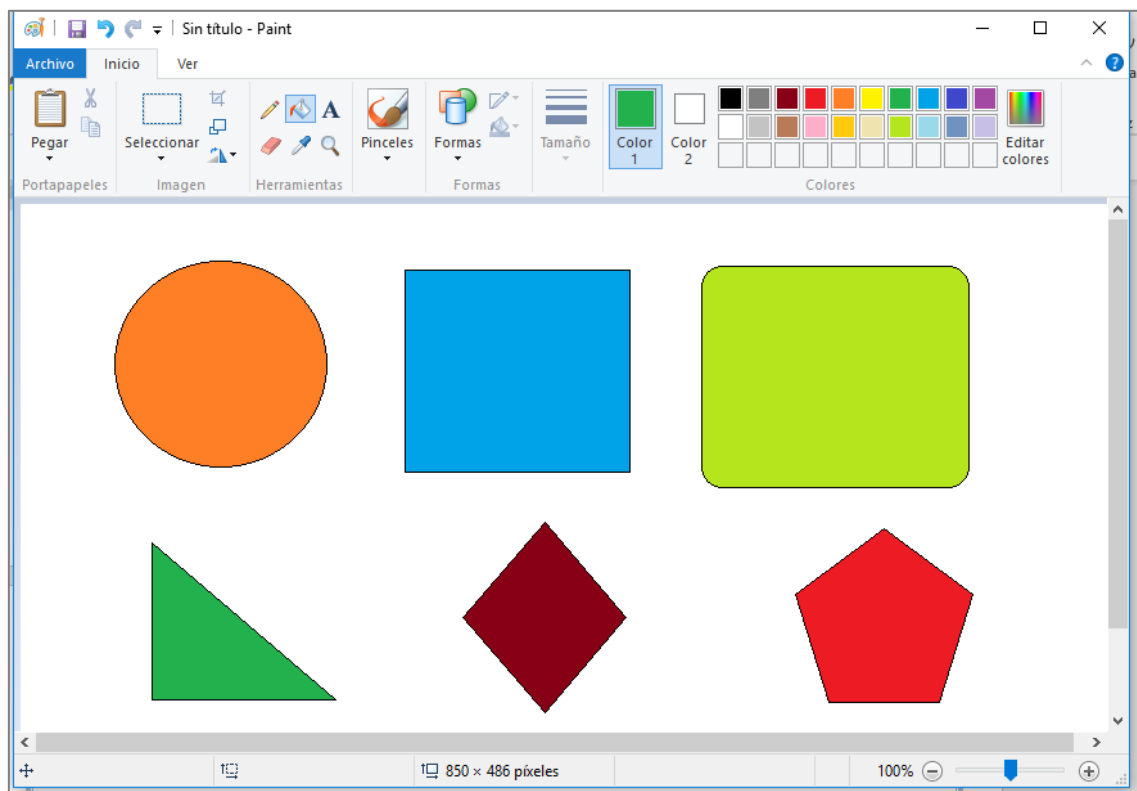 Sin título - Paint
Archivo Inicio Ver
Pegar Seleccionar A Pinceles Formas Tamaño Color 1 Color 2 Editar colores
Portapapeles Imagen Herramientas Formas Colores
850 × 486 píxeles 100%